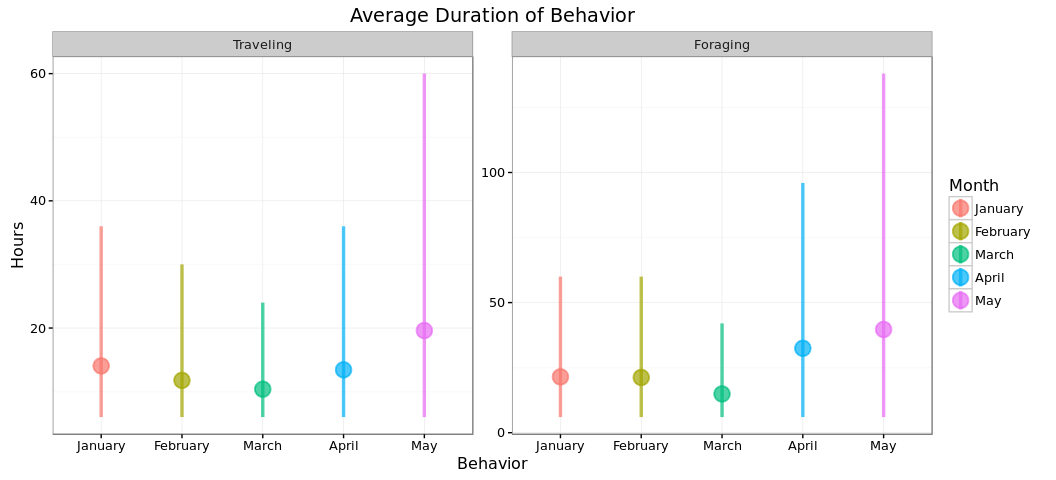 Average Duration of Behavior
Traveling
Foraging
Hours
60
40
20
100
50
0
January February March April May
January February March April May
Behavior
Month
January
February
March
April
May